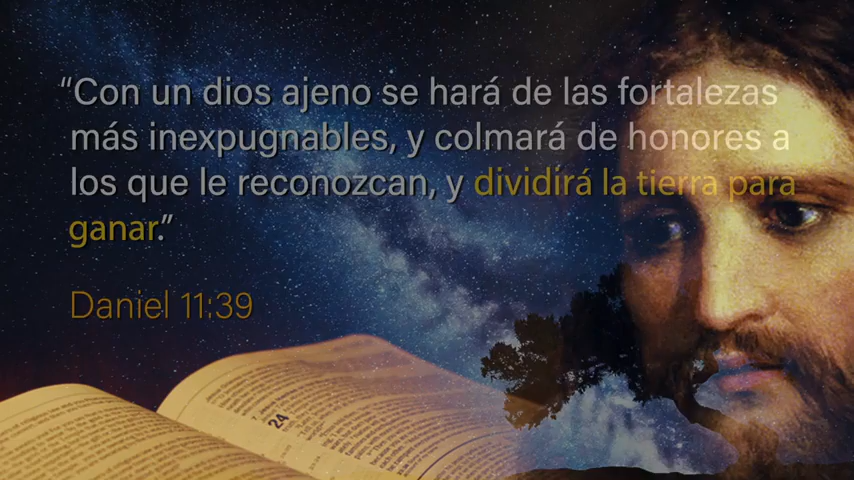 “Con un dios ajeno se hará de las fortalezas
más inexpugnables, y colmará de honores a
los que le reconozcan, y dividirá la tierra para
ganar.”
Daniel 11:39
24